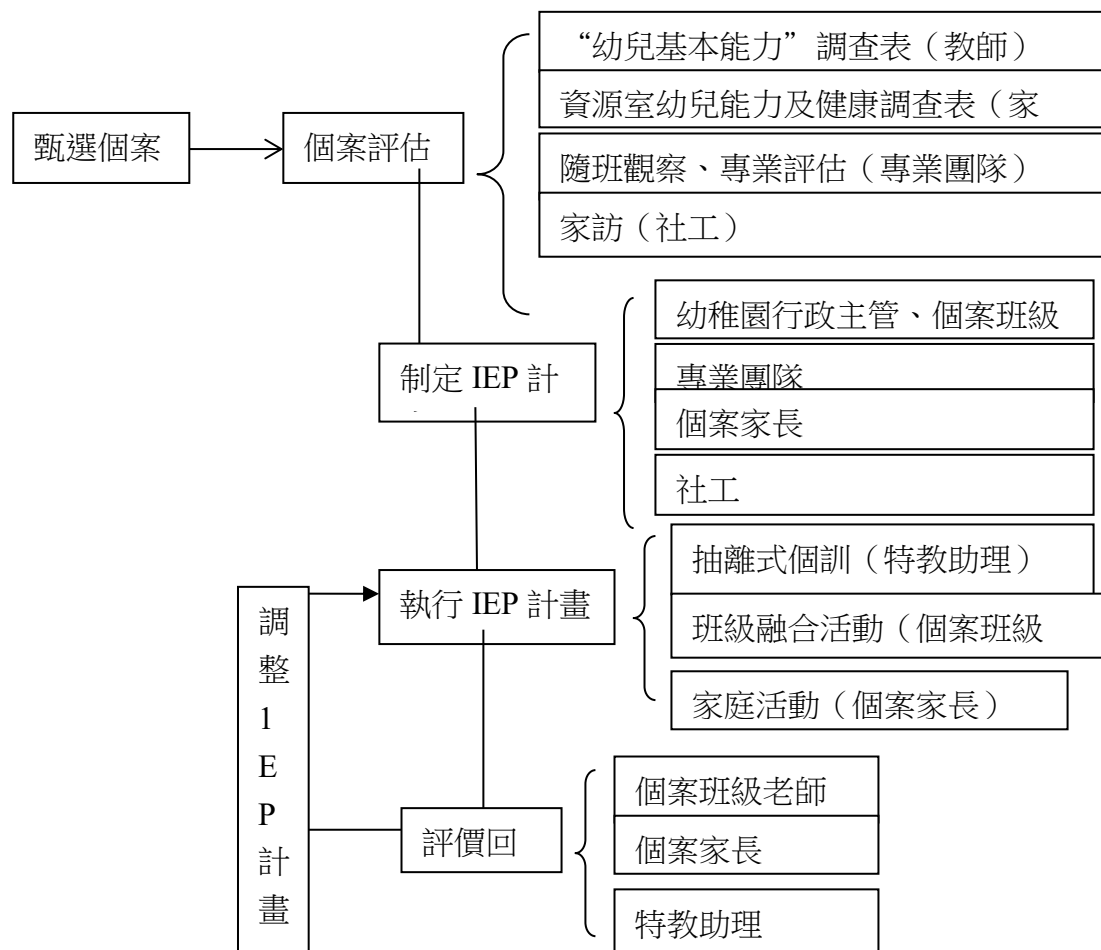 “幼兒基本能力”調查表（教師）
資源室幼兒能力及健康調查表（家
甄選個案
個案評估
隨班觀察、專業評估（專業團隊）
家訪（社工）
幼稚園行政主管、個案班級
制定 IEP 計
專業團隊
個案家長
社工
抽離式個訓（特教助理）
執行 IEP 計畫
班級融合活動（個案班級
家庭活動（個案家長）
調
整
1
E
P
計
畫
個案班級老師
評價回
個案家長
特教助理